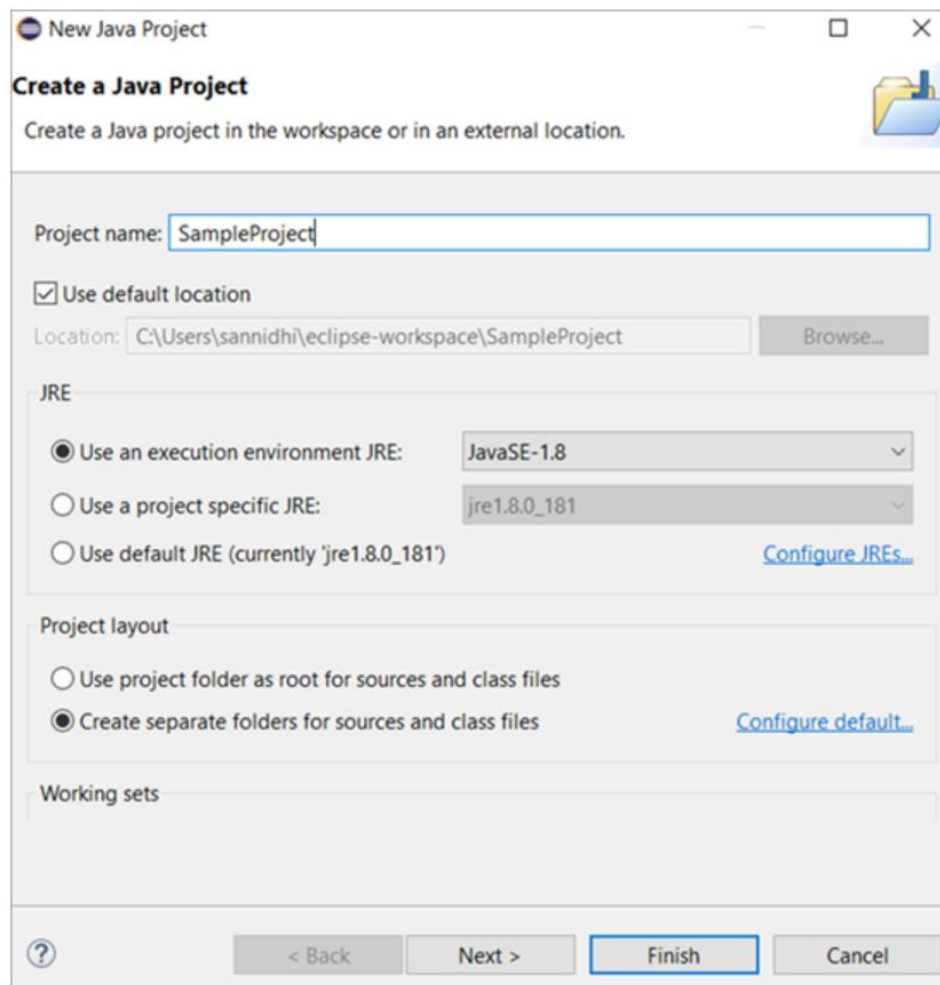 New Java Project
Create a Java Project
Create a Java project in the workspace or in an external location.
Project name: SampleProject
Use default location
Location: C:\Users\sannidhi\eclipse-workspace\SampleProject Browse...
JRE
Use an execution environment JRE: JavaSE-1.8
Use a project specific JRE: jre1.8.0_181
Use default JRE (currently 'jre1.8.0_181') Configure JREs...
Project layout
Use project folder as root for sources and class files
Create separate folders for sources and class files Configure default...
Working sets
? < Back Next > Finish Cancel